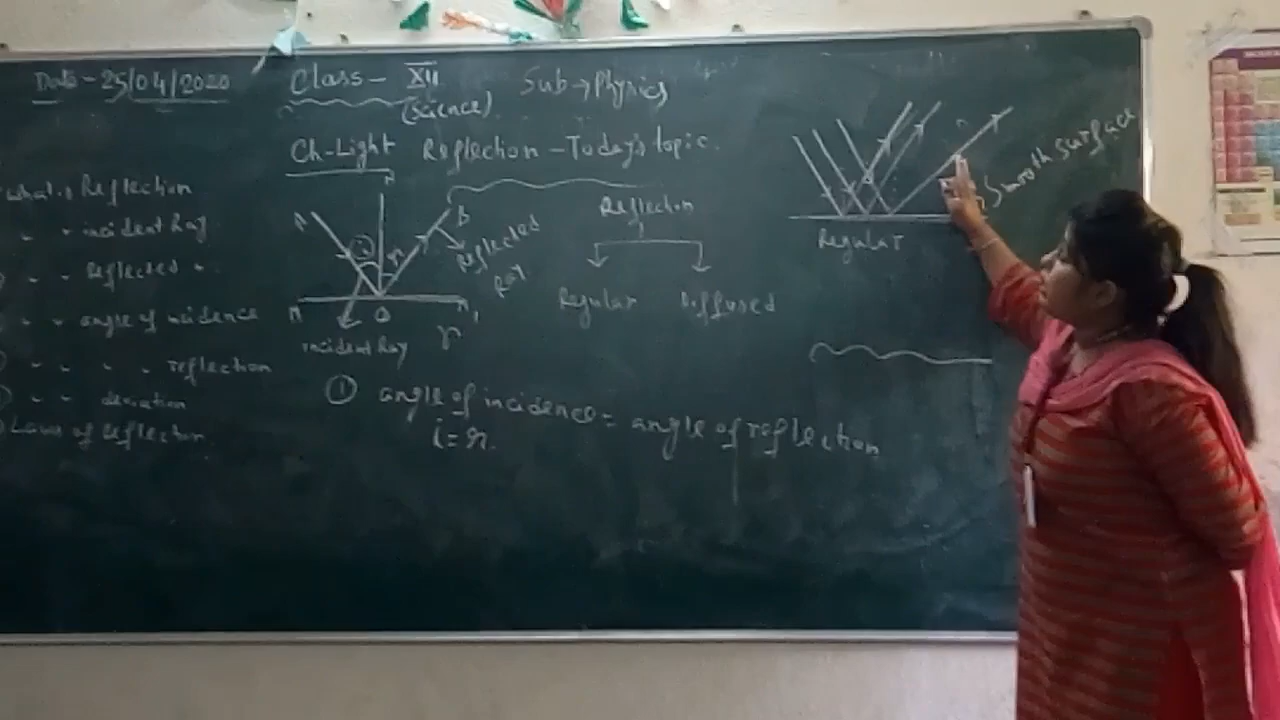 Date - 25/04/2020
Class - XII
(science)
Sub → Physics
Ch-Light Reflection - Today's topic.
what is Reflection
" " incident Ray
" " Reflected "
" " angle of incidence
" " " " reflection
" " deviation
Laws of reflection
N
A
B
i
r
Reflected
Ray
M
O
incident Ray
r
Reflection
Regular Diffused
Smooth surface
Regular
① angle of incidence = angle of reflection
i = r.